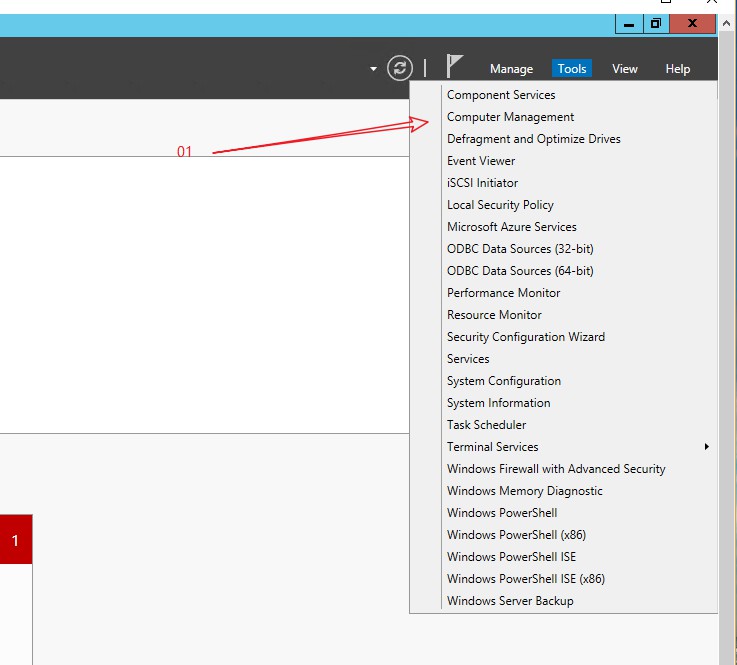 Manage Tools View Help
Component Services
Computer Management
Defragment and Optimize Drives
01
Event Viewer
iSCSI Initiator
Local Security Policy
Microsoft Azure Services
ODBC Data Sources (32-bit)
ODBC Data Sources (64-bit)
Performance Monitor
Resource Monitor
Security Configuration Wizard
Services
System Configuration
System Information
Task Scheduler
Terminal Services
Windows Firewall with Advanced Security
Windows Memory Diagnostic
Windows PowerShell
1
Windows PowerShell (x86)
Windows PowerShell ISE
Windows PowerShell ISE (x86)
Windows Server Backup